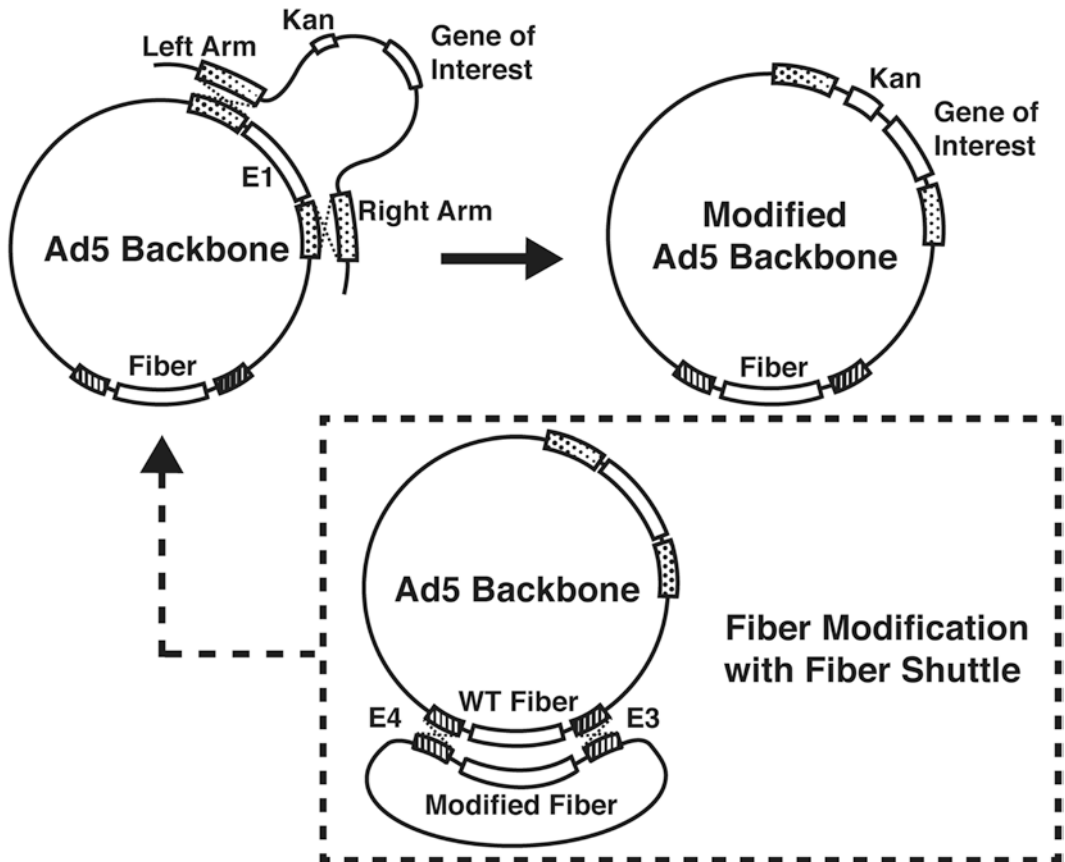 Left Arm
Kan
Gene of
Interest
E1
Right Arm
Ad5 Backbone
Fiber
Kan
Gene of
Interest
Modified
Ad5 Backbone
Fiber
Ad5 Backbone
WT Fiber
E4
E3
Modified Fiber
Fiber Modification
with Fiber Shuttle